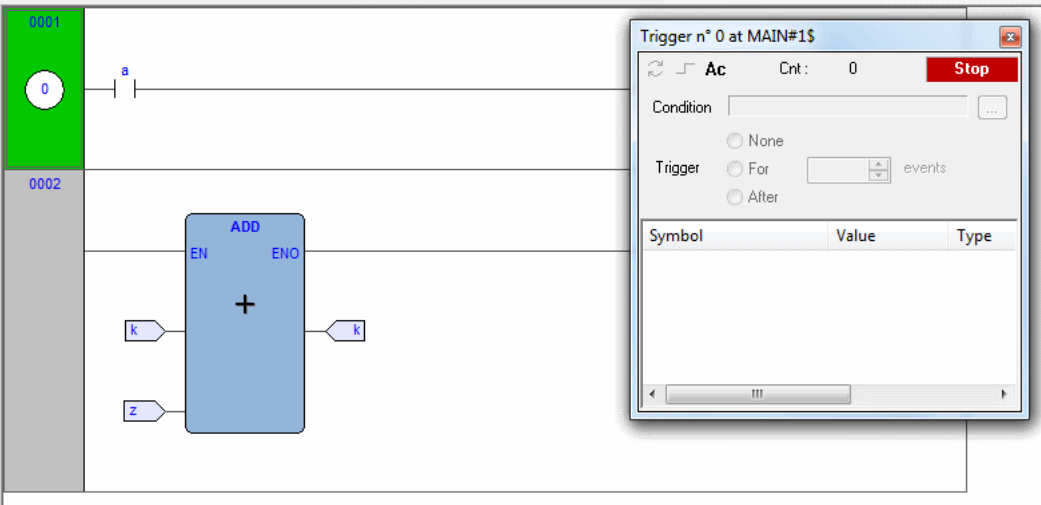 0001
0
a
0002
ADD
EN ENO
+
k k
z
Trigger n° 0 at MAIN#1$
Ac Cnt : 0 Stop
Condition ...
None
Trigger For events
After
Symbol Value Type